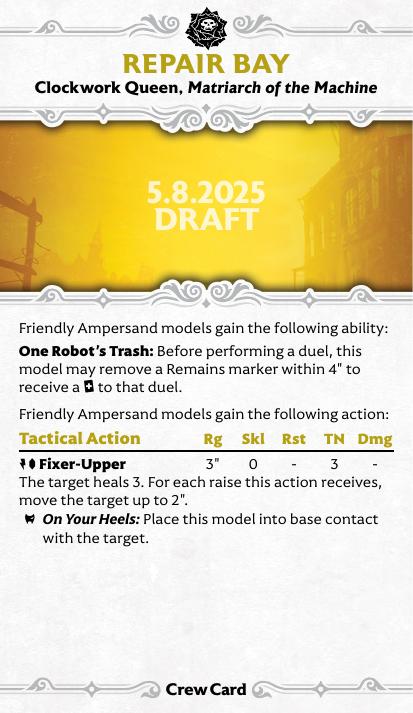 REPAIR BAY
Clockwork Queen, Matriarch of the Machine
5.8.2025
DRAFT
Friendly Ampersand models gain the following ability:
One Robot's Trash: Before performing a duel, this
model may remove a Remains marker within 4" to
receive a to that duel.
Friendly Ampersand models gain the following action:
Tactical Action Rg Skl Rst TN Dmg
Fixer-Upper 3" 0 - 3 -
The target heals 3. For each raise this action receives,
move the target up to 2".
On Your Heels: Place this model into base contact
with the target.
Crew Card